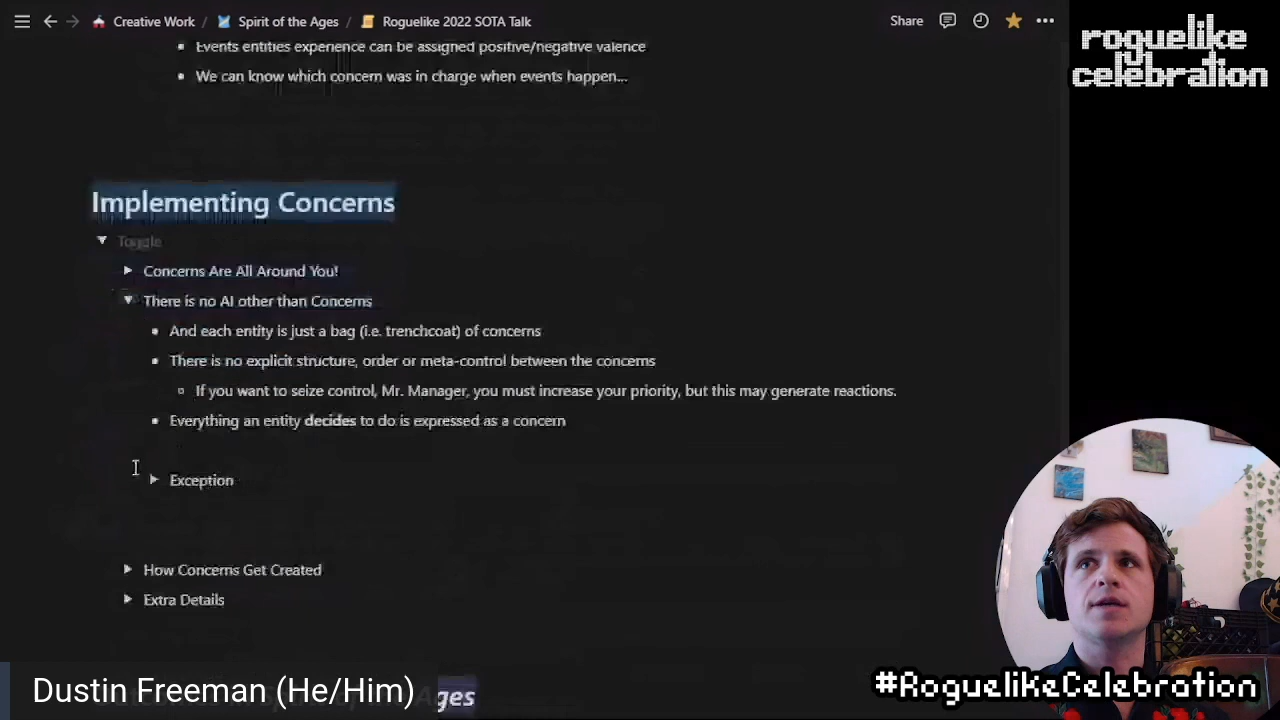 Creative Work / Spirit of the Ages / Roguelike 2022 SOTA Talk
Share
roguelike
celebration
Events entities experience can be assigned positive/negative valence
We can know which concern was in charge when events happen...
Implementing Concerns
Toggle
Concerns Are All Around You!
There is no AI other than Concerns
And each entity is just a bag (i.e. trenchcoat) of concerns
There is no explicit structure, order or meta-control between the concerns
If you want to seize control, Mr. Manager, you must increase your priority, but this may generate reactions.
Everything an entity decides to do is expressed as a concern
Exception
How Concerns Get Created
Extra Details
Dustin Freeman (He/Him)
#RoguelikeCelebration